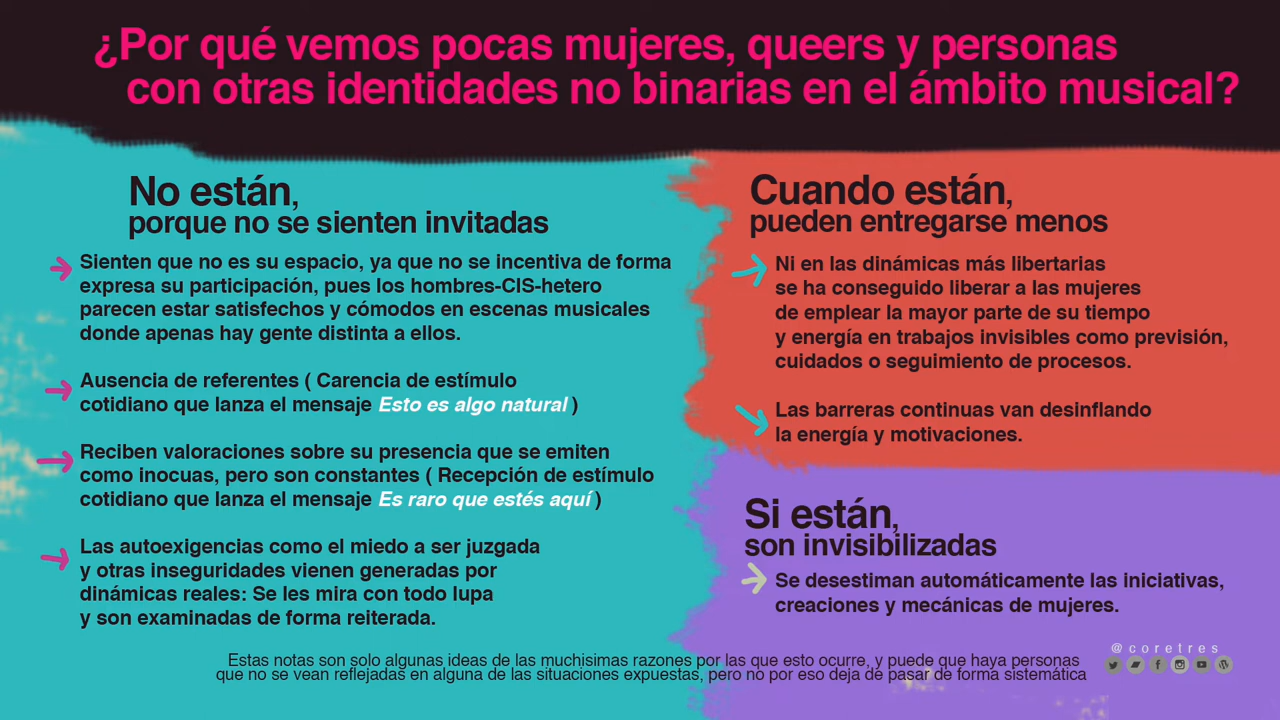 ¿Por qué vemos pocas mujeres, queers y personas
con otras identidades no binarias en el ámbito musical?
No están,
porque no se sienten invitadas
Sienten que no es su espacio, ya que no se incentiva de forma
expresa su participación, pues los hombres-CIS-hetero
parecen estar satisfechos y cómodos en escenas musicales
donde apenas hay gente distinta a ellos.
Ausencia de referentes ( Carencia de estímulo
cotidiano que lanza el mensaje Esto es algo natural )
Reciben valoraciones sobre su presencia que se emiten
como inocuas, pero son constantes ( Recepción de estímulo
cotidiano que lanza el mensaje Es raro que estés aquí )
Las autoexigencias como el miedo a ser juzgada
y otras inseguridades vienen generadas por
dinámicas reales: Se les mira con todo lupa
y son examinadas de forma reiterada.
Cuando están,
pueden entregarse menos
Ni en las dinámicas más libertarias
se ha conseguido liberar a las mujeres
de emplear la mayor parte de su tiempo
y energía en trabajos invisibles como previsión,
cuidados o seguimiento de procesos.
Las barreras continuas van desinflando
la energía y motivaciones.
Si están,
son invisibilizadas
Se desestiman automáticamente las iniciativas,
creaciones y mecánicas de mujeres.
@coretres
Estas notas son solo algunas ideas de las muchisimas razones por las que esto ocurre, y puede que haya personas
que no se vean reflejadas en alguna de las situaciones expuestas, pero no por eso deja de pasar de forma sistemática